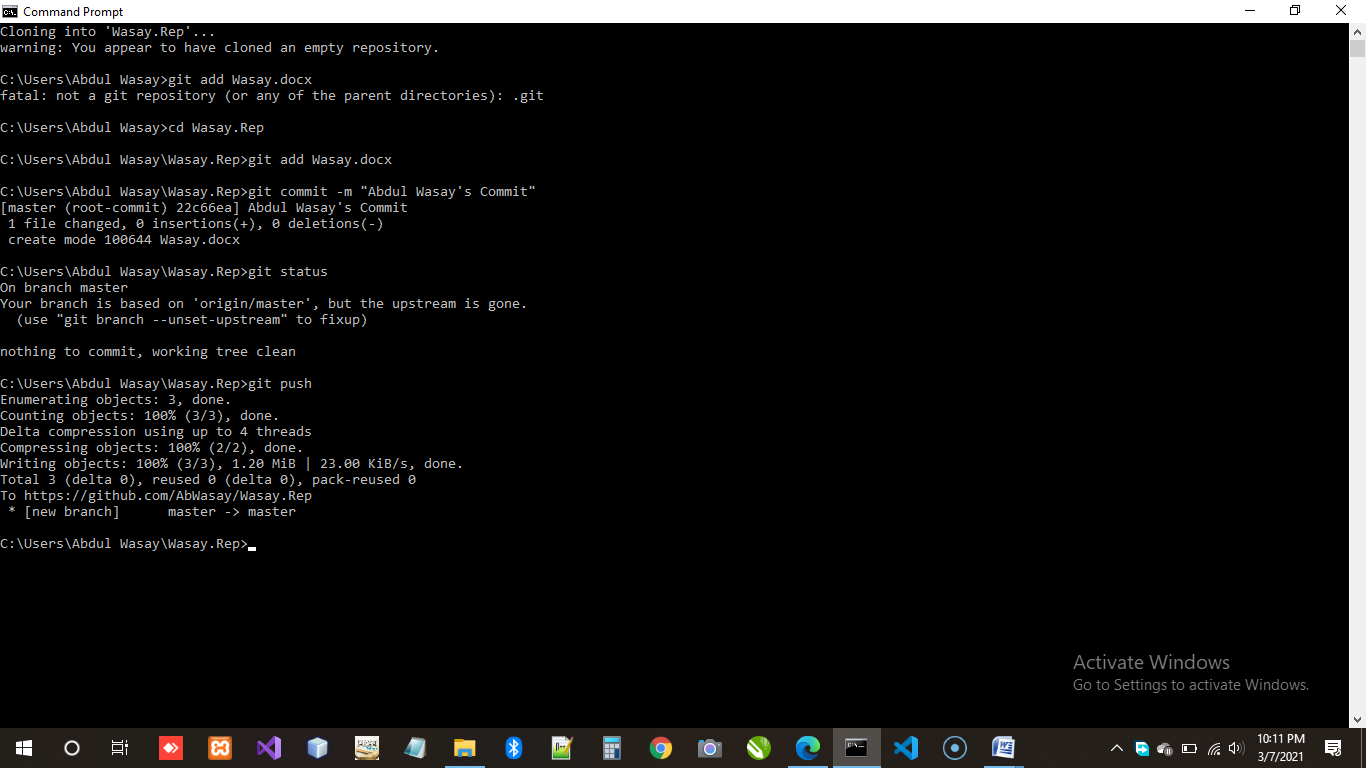 Command Prompt
Cloning into 'Wasay.Rep'...
warning: You appear to have cloned an empty repository.
C:\Users\Abdul Wasay>git add Wasay.docx
fatal: not a git repository (or any of the parent directories): .git
C:\Users\Abdul Wasay>cd Wasay.Rep
C:\Users\Abdul Wasay\Wasay.Rep>git add Wasay.docx
C:\Users\Abdul Wasay\Wasay.Rep>git commit -m "Abdul Wasay's Commit"
[master (root-commit) 22c66ea] Abdul Wasay's Commit
 1 file changed, 0 insertions(+), 0 deletions(-)
 create mode 100644 Wasay.docx
C:\Users\Abdul Wasay\Wasay.Rep>git status
On branch master
Your branch is based on 'origin/master', but the upstream is gone.
  (use "git branch --unset-upstream" to fixup)
nothing to commit, working tree clean
C:\Users\Abdul Wasay\Wasay.Rep>git push
Enumerating objects: 3, done.
Counting objects: 100% (3/3), done.
Delta compression using up to 4 threads
Compressing objects: 100% (2/2), done.
Writing objects: 100% (3/3), 1.20 MiB | 23.00 KiB/s, done.
Total 3 (delta 0), reused 0 (delta 0), pack-reused 0
To https://github.com/AbWasay/Wasay.Rep
 * [new branch]      master -> master
C:\Users\Abdul Wasay\Wasay.Rep>
Activate Windows
Go to Settings to activate Windows.
10:11 PM
3/7/2021